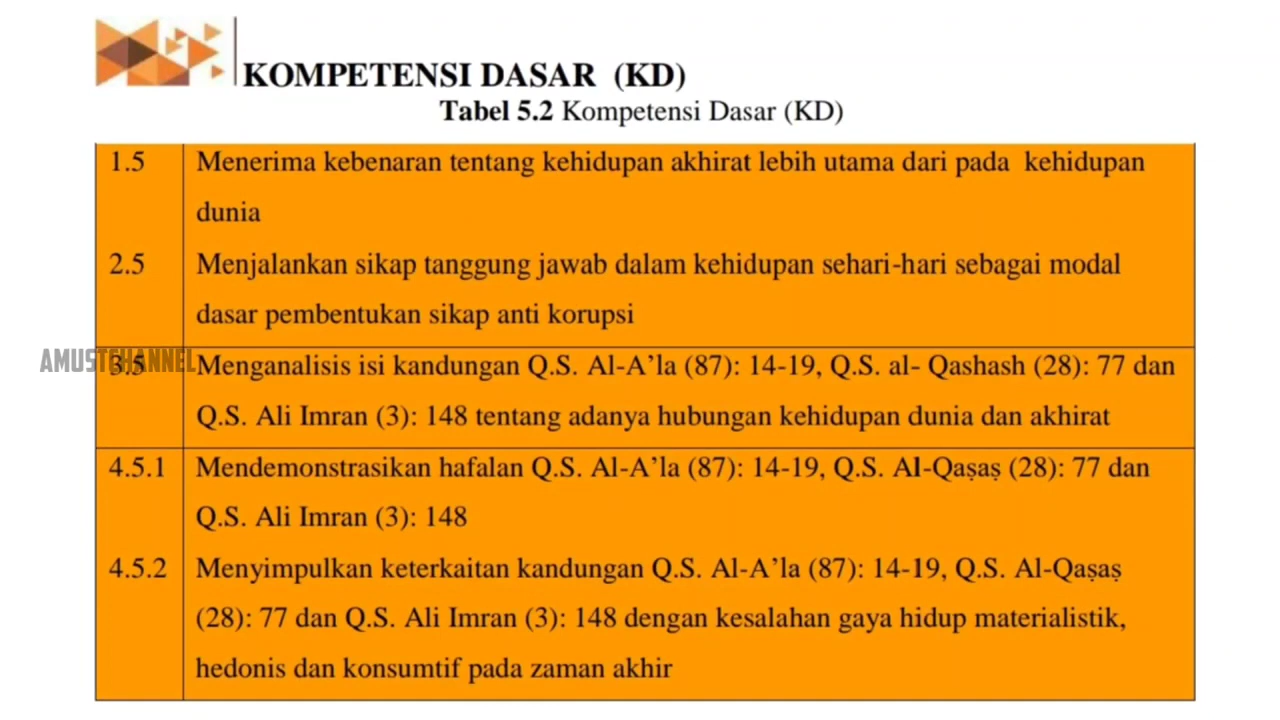 KOMPETENSI DASAR (KD)
Tabel 5.2 Kompetensi Dasar (KD)
1.5 Menerima kebenaran tentang kehidupan akhirat lebih utama dari pada kehidupan
dunia
2.5 Menjalankan sikap tanggung jawab dalam kehidupan sehari-hari sebagai modal
dasar pembentukan sikap anti korupsi
AMUSTCHANNEL
3.5 Menganalisis isi kandungan Q.S. Al-A’la (87): 14-19, Q.S. al- Qashash (28): 77 dan
Q.S. Ali Imran (3): 148 tentang adanya hubungan kehidupan dunia dan akhirat
4.5.1 Mendemonstrasikan hafalan Q.S. Al-A’la (87): 14-19, Q.S. Al-Qaṣaṣ (28): 77 dan
Q.S. Ali Imran (3): 148
4.5.2 Menyimpulkan keterkaitan kandungan Q.S. Al-A’la (87): 14-19, Q.S. Al-Qaṣaṣ
(28): 77 dan Q.S. Ali Imran (3): 148 dengan kesalahan gaya hidup materialistik,
hedonis dan konsumtif pada zaman akhir